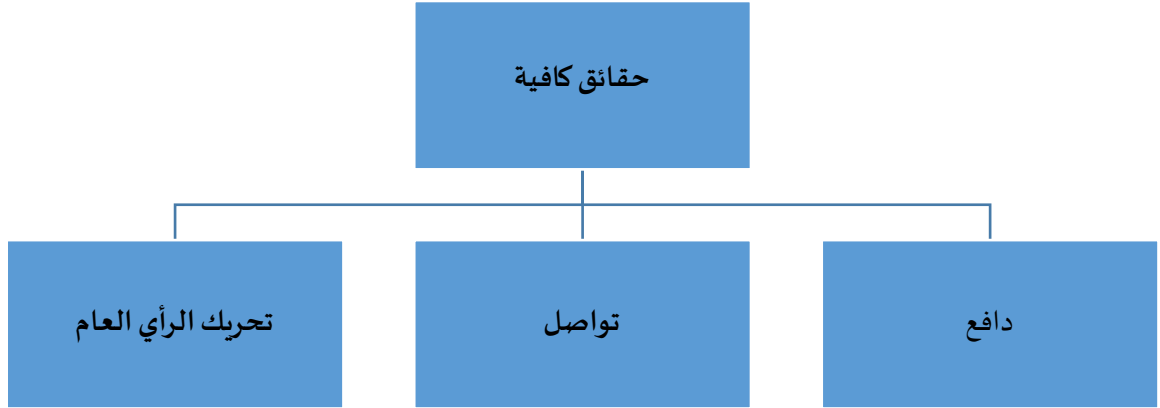 حقائق كافية
دافع
تواصل
تحريك الرأي العام